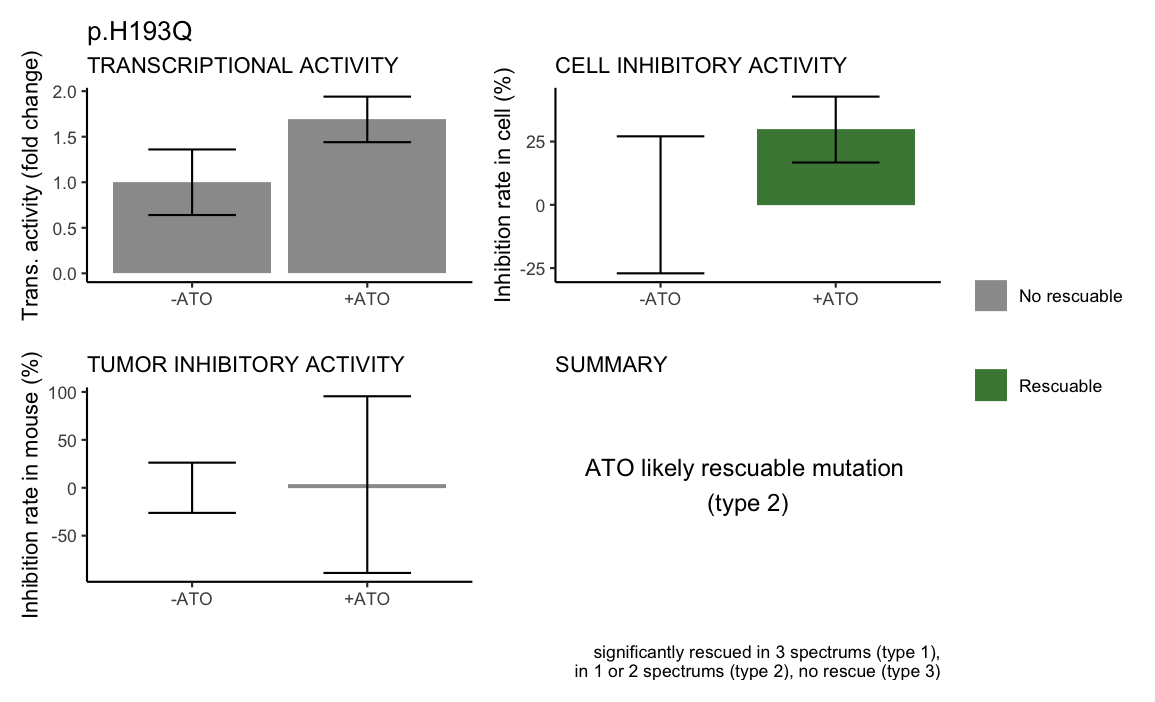 p.H193Q
TRANSCRIPTIONAL ACTIVITY
Trans. activity (fold change)
2.0
1.5
1.0
0.5
0.0
-ATO
+ATO
CELL INHIBITORY ACTIVITY
Inhibition rate in cell (%)
25
0
-25
-ATO
+ATO
No rescuable
Rescuable
TUMOR INHIBITORY ACTIVITY
Inhibition rate in mouse (%)
100
50
0
-50
-ATO
+ATO
SUMMARY
ATO likely rescuable mutation
(type 2)
significantly rescued in 3 spectrums (type 1),
in 1 or 2 spectrums (type 2), no rescue (type 3)